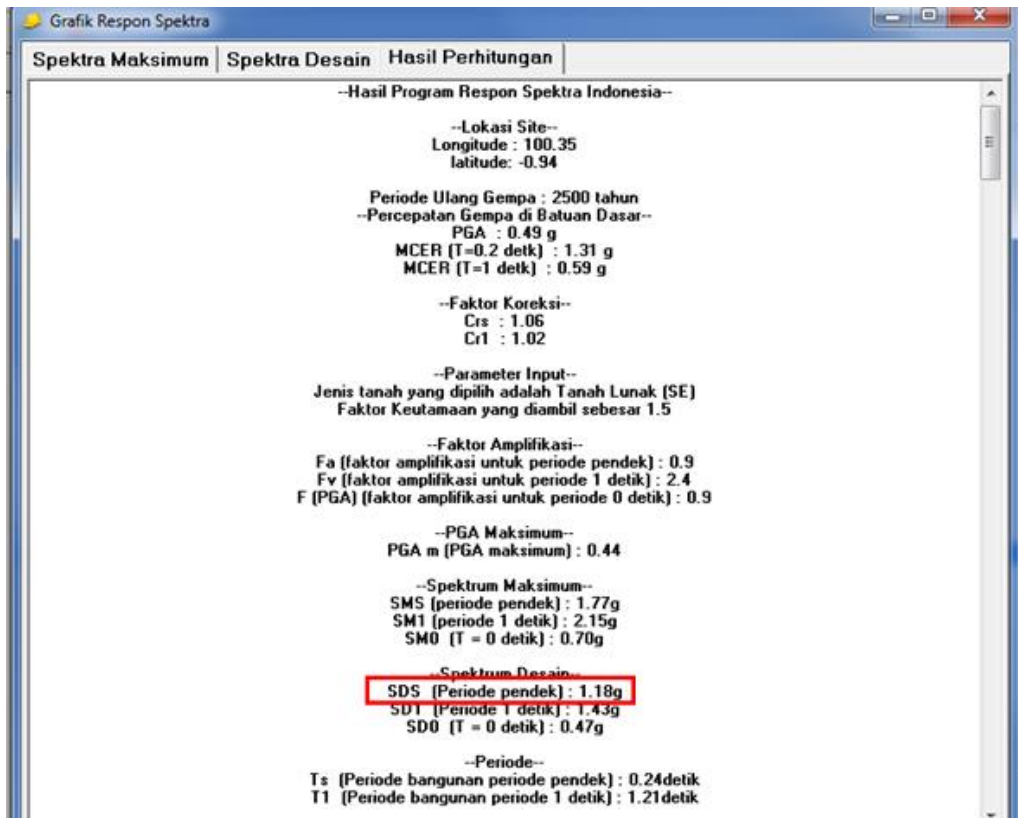 Grafik Respon Spektra
Spektra Maksimum Spektra Desain Hasil Perhitungan
--Hasil Program Respon Spektra Indonesia--
--Lokasi Site--
Longitude : 100.35
latitude: -0.94
Periode Ulang Gempa : 2500 tahun
--Percepatan Gempa di Batuan Dasar--
PGA : 0.49 g
MCER (T=0.2 detk) : 1.31 g
MCER (T=1 detk) : 0.59 g
--Faktor Koreksi--
Crs : 1.06
Cr1 : 1.02
--Parameter Input--
Jenis tanah yang dipilih adalah Tanah Lunak (SE)
Faktor Keutamaan yang diambil sebesar 1.5
--Faktor Amplifikasi--
Fa (faktor amplifikasi untuk periode pendek) : 0.9
Fv (faktor amplifikasi untuk periode 1 detik) : 2.4
F (PGA) (faktor amplifikasi untuk periode 0 detik) : 0.9
--PGA Maksimum--
PGA m (PGA maksimum) : 0.44
--Spektrum Maksimum--
SMS (periode pendek) : 1.77g
SM1 (periode 1 detik) : 2.15g
SM0 (T = 0 detik) : 0.70g
--Spektrum Desain--
SDS (Periode pendek) : 1.18g
SD1 (Periode 1 detik) : 1.43g
SD0 (T = 0 detik) : 0.47g
--Periode--
Ts (Periode bangunan periode pendek) : 0.24detik
T1 (Periode bangunan periode 1 detik) : 1.21detik